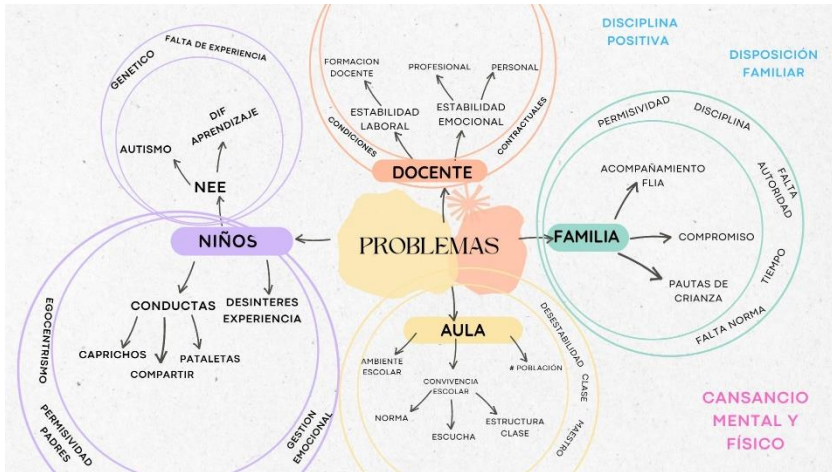 DISCIPLINA
POSITIVA
DISPOSICIÓN
FAMILIAR
GENETICO
FALTA DE EXPERIENCIA
DIF
APRENDIZAJE
AUTISMO
NEE
NIÑOS
CONDUCTAS
DESINTERES
EXPERIENCIA
CAPRICHOS
PATALETAS
COMPARTIR
EGOCENTRISMO
PERMISIVIDAD
PADRES
GESTION
EMOCIONAL
FORMACION
DOCENTE
PROFESIONAL
PERSONAL
ESTABILIDAD
LABORAL
ESTABILIDAD
EMOCIONAL
CONDICIONES
CONTRACTUALES
DOCENTE
PROBLEMAS
FAMILIA
PERMISIVIDAD
DISCIPLINA
FALTA
AUTORIDAD
ACOMPAÑAMIENTO
FLIA
COMPROMISO
PAUTAS DE
CRIANZA
TIEMPO
FALTA NORMA
AULA
AMBIENTE
ESCOLAR
CONVIVENCIA
ESCOLAR
# POBLACIÓN
NORMA
ESCUCHA
ESTRUCTURA
CLASE
DESESTABILIDAD
CLASE
MAESTRO
CANSANCIO
MENTAL Y
FÍSICO